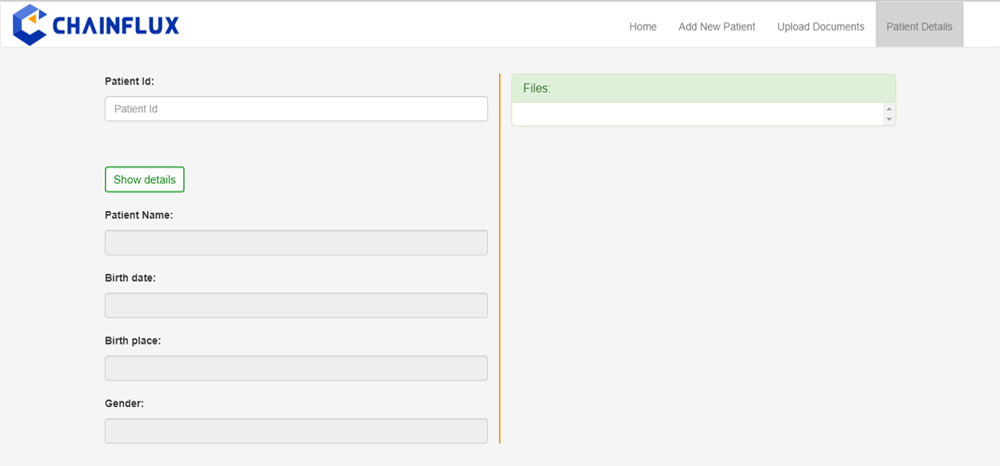 CHAINFLUX
Home Add New Patient Upload Documents Patient Details
Patient Id:
Patient Id
Show details
Patient Name:
Birth date:
Birth place:
Gender:
Files: